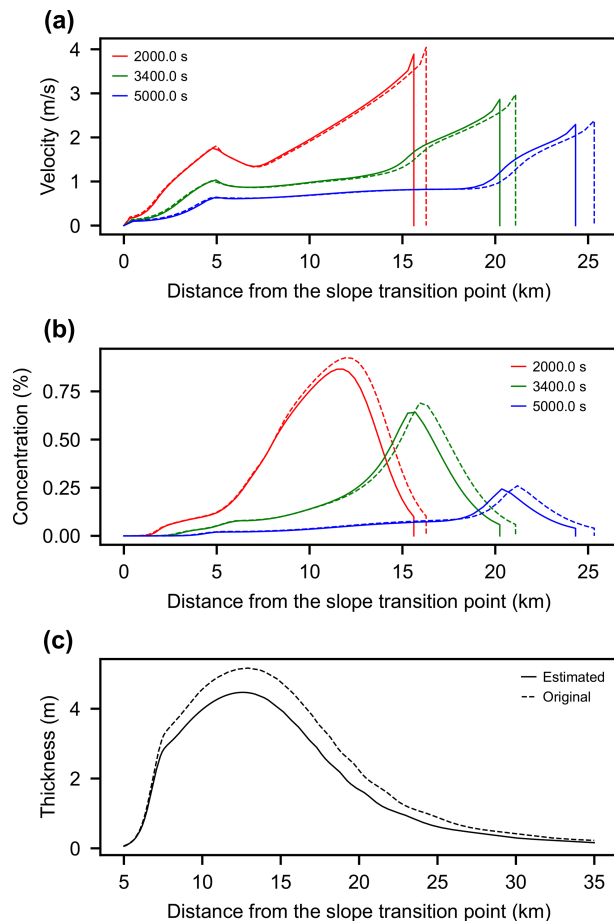 (a)
Velocity (m/s)
4
3
2
1
0
2000.0 s
3400.0 s
5000.0 s
0 5 10 15 20 25
Distance from the slope transition point (km)
(b)
Concentration (%)
0.75
0.50
0.25
0.00
2000.0 s
3400.0 s
5000.0 s
0 5 10 15 20 25
Distance from the slope transition point (km)
(c)
Thickness (m)
4
2
0
Estimated
Original
5 10 15 20 25 30 35
Distance from the slope transition point (km)